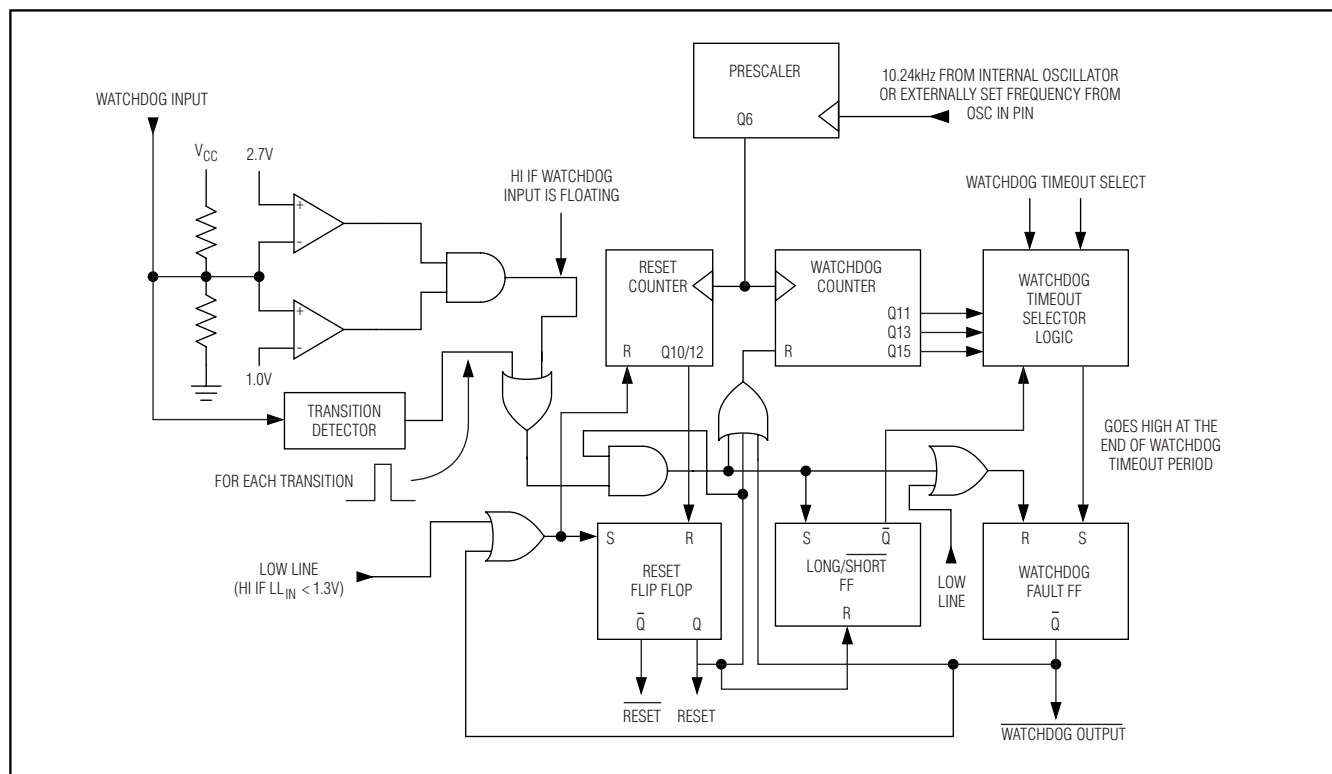 PRESCALER
Q6
10.24kHz FROM INTERNAL OSCILLATOR
OR EXTERNALLY SET FREQUENCY FROM
OSC IN PIN
WATCHDOG INPUT
VCC
2.7V
+
-
+
-
1.0V
HI IF WATCHDOG
INPUT IS FLOATING
WATCHDOG TIMEOUT SELECT
RESET
COUNTER
R
Q10/12
WATCHDOG
COUNTER
Q11
Q13
Q15
R
WATCHDOG
TIMEOUT
SELECTOR
LOGIC
TRANSITION
DETECTOR
FOR EACH TRANSITION
GOES HIGH AT THE
END OF WATCHDOG
TIMEOUT PERIOD
LOW LINE
(HI IF LLIN < 1.3V)
S R
RESET
FLIP FLOP
Q̅ Q
R̅E̅S̅E̅T̅ RESET
S Q̅
LONG/S̅H̅O̅R̅T̅
FF
R
LOW
LINE
R S
WATCHDOG
FAULT FF
Q̅
W̅A̅T̅C̅H̅D̅O̅G̅ ̅O̅U̅T̅P̅U̅T̅